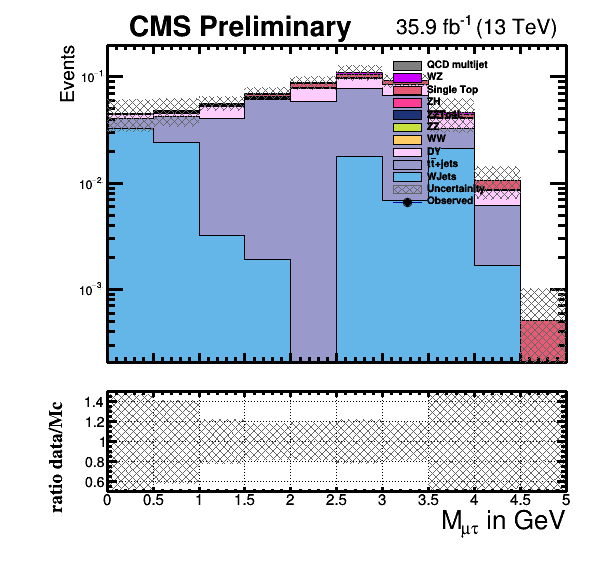 CMS Preliminary
35.9 fb⁻¹ (13 TeV)
Events
10⁻¹
10⁻²
10⁻³
QCD multijet
WZ
Single Top
ZH
ZZ
WW
DY
tt̄+jets
WJets
Uncertainity
Observed
ratio data/Mc
1.4
1.2
1
0.8
0.6
0 0.5 1 1.5 2 2.5 3 3.5 4 4.5 5
M_μτ in GeV